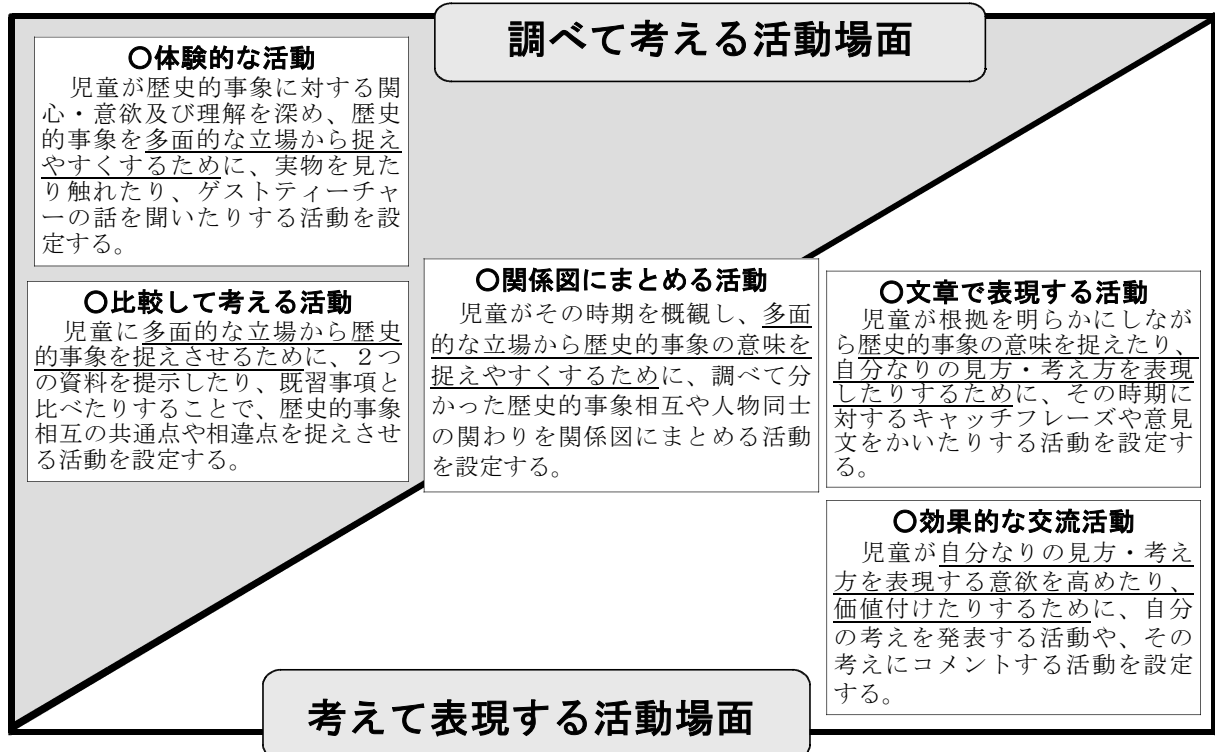 調べて考える活動場面
〇体験的な活動
児童が歴史的事象に対する関
心・意欲及び理解を深め、歴史
的事象を多面的な立場から捉え
やすくするために、実物を見た
り触れたり、ゲストティーチャ
ーの話を聞いたりする活動を設
定する。
〇比較して考える活動
児童に多面的な立場から歴史
的事象を捉えさせるために、２つ
の資料を提示したり、既習事項と
比べたりすることで、歴史的事象
相互の共通点や相違点を捉えさせ
る活動を設定する。
〇関係図にまとめる活動
児童がその時期を概観し、多面
的な立場から歴史的事象の意味を
捉えやすくするために、調べて分
かった歴史的事象相互や人物同士
の関わりを関係図にまとめる活動
を設定する。
〇文章で表現する活動
児童が根拠を明らかにしなが
ら歴史的事象の意味を捉えたり、
自分なりの見方・考え方を表現
したりするために、その時期に
対するキャッチフレーズや意見
文をかいたりする活動を設定す
る。
〇効果的な交流活動
児童が自分なりの見方・考え
方を表現する意欲を高めたり、
価値付けたりするために、自分
の考えを発表する活動や、その
考えにコメントする活動を設定
する。
考えて表現する活動場面